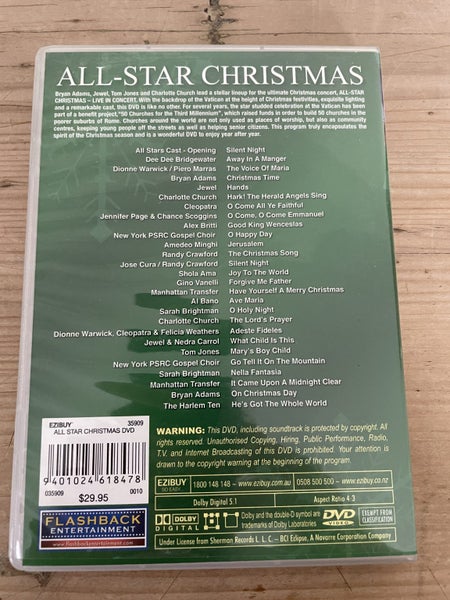 ALL-STAR CHRISTMAS
Bryan Adams, Jewel, Tom Jones and Charlotte Church lead a stellar lineup for the ultimate Christmas concert, ALL-STAR
CHRISTMAS – LIVE IN CONCERT. With the backdrop of the Vatican at the height of Christmas festivities, exquisite lighting
and a remarkable cast, this DVD is like no other. For several years, the star studded celebration at the Vatican has been
part of a benefit project,"50 Churches for the Third Millennium", which raised funds in order to build 50 churches in the
poorer suburbs of Rome. Churches around the world are not only used as places of worship, but also as community
centres, keeping young people off the streets as well as helping senior citizens. This program truly encapsulates the
spirit of the Christmas season and is a wonderful DVD to enjoy year after year.
All Stars Cast - Opening Silent Night
Dee Dee Bridgewater Away In A Manger
Dionne Warwick / Piero Marras The Voice Of Maria
Bryan Adams Christmas Time
Jewel Hands
Charlotte Church Hark! The Herald Angels Sing
Cleopatra O Come All Ye Faithful
Jennifer Page & Chance Scoggins O Come, O Come Emmanuel
Alex Britti Good King Wenceslas
New York PSRC Gospel Choir O Happy Day
Amedeo Minghi Jerusalem
Randy Crawford The Christmas Song
Jose Cura / Randy Crawford Silent Night
Shola Ama Joy To The World
Gino Vanelli Forgive Me Father
Manhattan Transfer Have Yourself A Merry Christmas
Al Bano Ave Maria
Sarah Brightman O Holy Night
Charlotte Church The Lord's Prayer
Dionne Warwick, Cleopatra & Felicia Weathers Adeste Fideles
Jewel & Nedra Carrol What Child Is This
Tom Jones Mary's Boy Child
New York PSRC Gospel Choir Go Tell It On The Mountain
Sarah Brightman Nella Fantasia
Manhattan Transfer It Came Upon A Midnight Clear
Bryan Adams On Christmas Day
The Harlem Ten He's Got The Whole World
EZIBUY 35909
ALL STAR CHRISTMAS DVD
9 401024 618478
035909 0010
$29.95
FLASHBACK
ENTERTAINMENT
www.flashbackentertainment.com
WARNING: This DVD, including soundtrack is protected by copyright. All
rights reserved. Unauthorised Copying, Hiring, Public Performance, Radio,
T.V. and Internet Broadcasting of this DVD is prohibited. Your attention is
drawn to the copyright warning at the beginning of the program.
EZIBUY
SO EASY
1800 148 148 – www.ezibuy.com.au 0508 500 500 – www.ezibuy.co.nz
Dolby Digital 5.1 Aspect Ratio 4:3
DOLBY
DIGITAL
Dolby and the double-D symbol are
trademarks of Dolby Laboratories
DVD
VIDEO
EXEMPT FROM
CLASSIFICATION
Under License from Sherman Records L. L. C. – BCI Eclipse, A Navarre Corporation Company